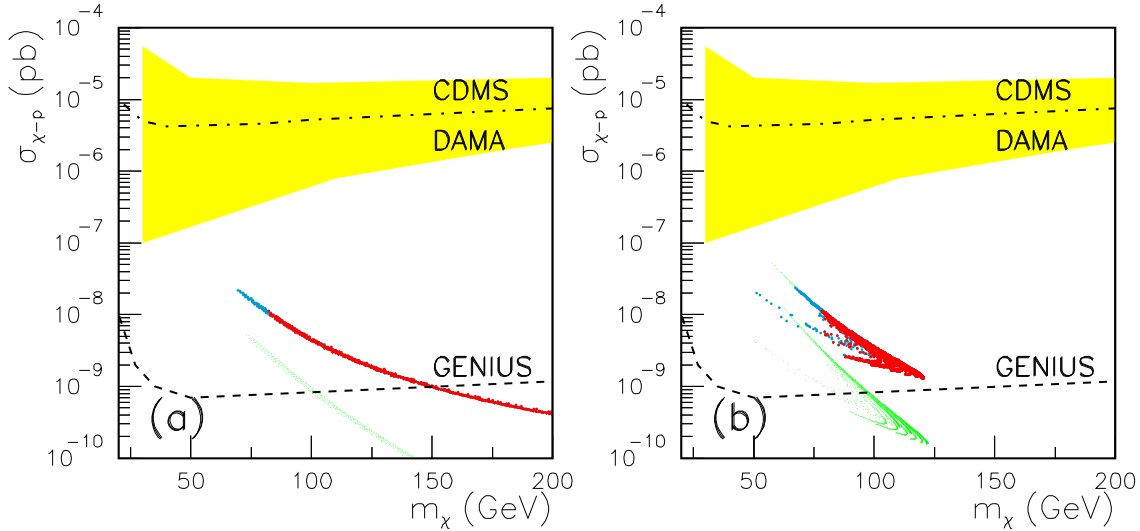 σ_χ-p (pb)
10^-4
10^-5
10^-6
10^-7
10^-8
10^-9
10^-10
CDMS
DAMA
GENIUS
(a)
50
100
150
200
m_χ (GeV)
σ_χ-p (pb)
10^-4
10^-5
10^-6
10^-7
10^-8
10^-9
10^-10
CDMS
DAMA
GENIUS
(b)
50
100
150
200
m_χ (GeV)